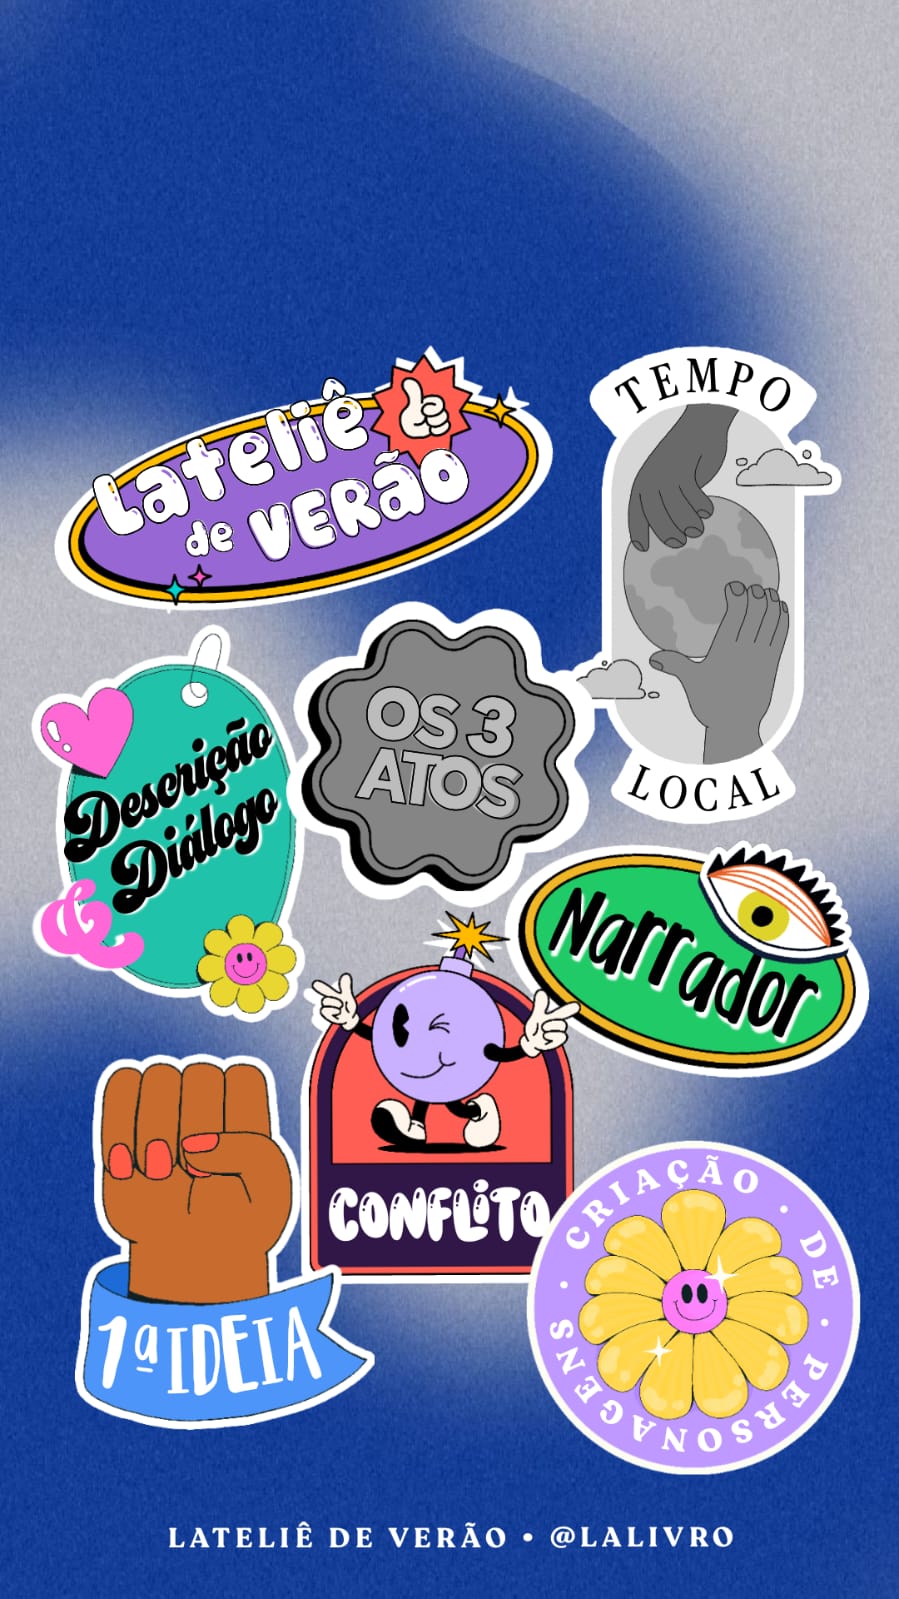 Lateliê
de VERÃO
TEMPO
LOCAL
OS 3
ATOS
Descrição
&
Diálogo
Narrador
CONFLITO
1ª IDEIA
CRIAÇÃO · DE · PERSONAGENS ·
LATELIÊ DE VERÃO • @LALIVRO